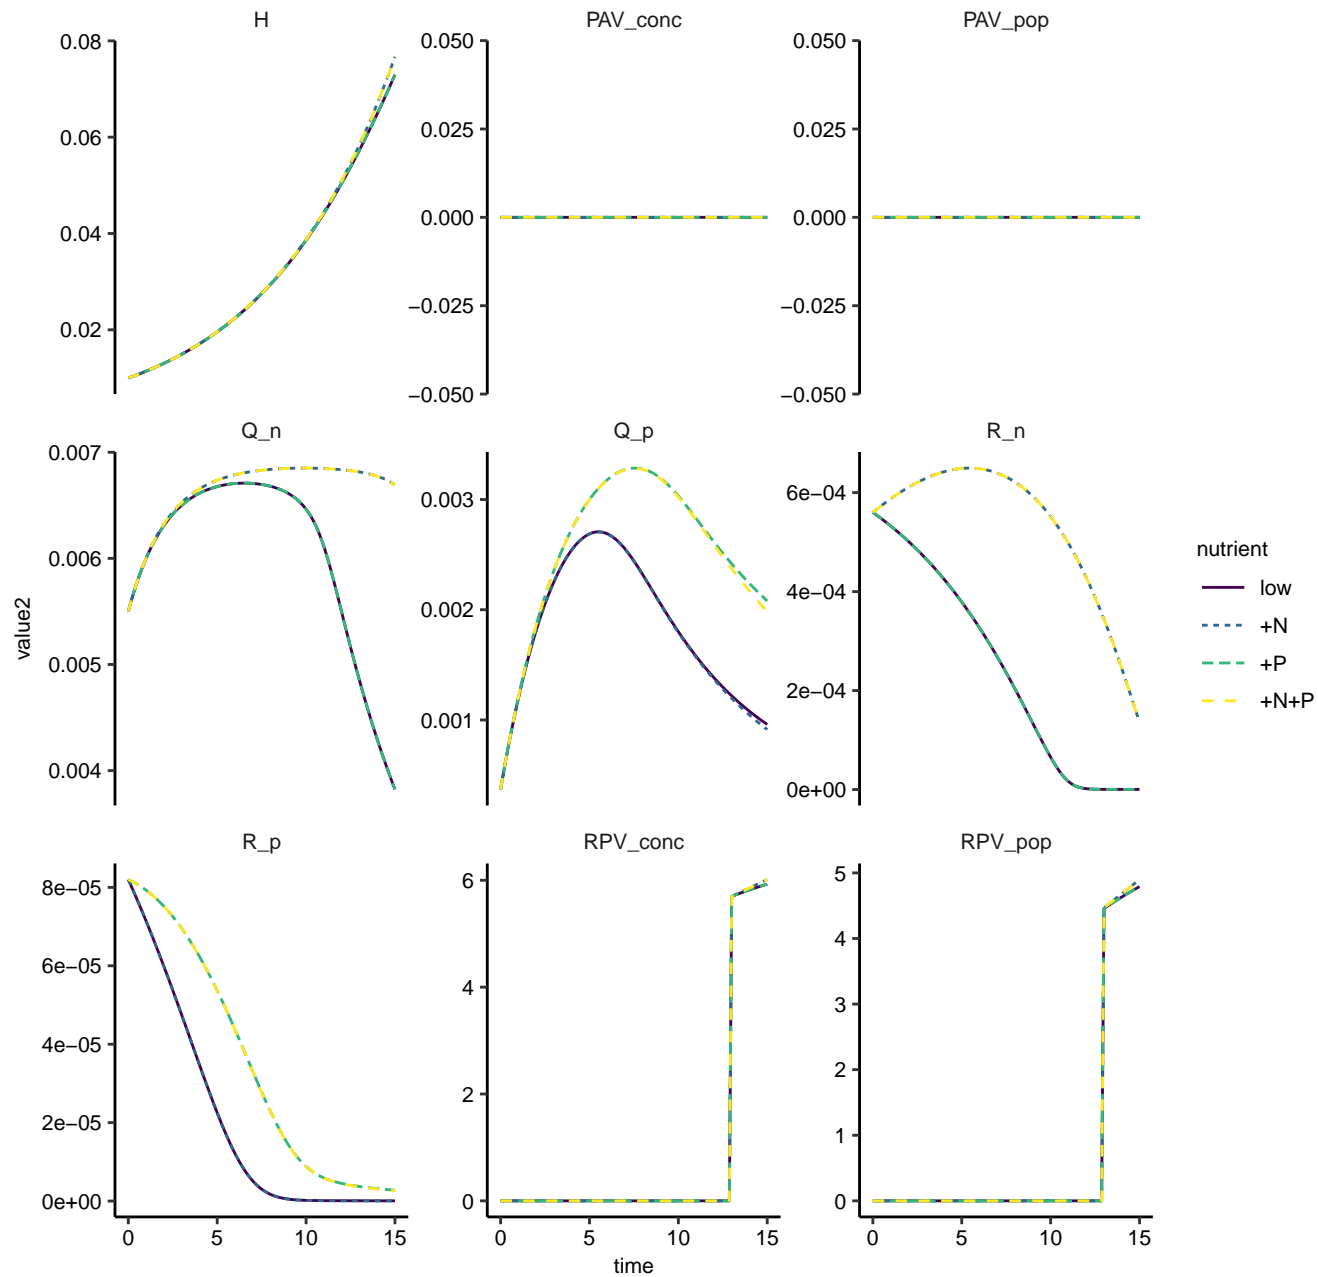 H
PAV_conc
PAV_pop
0.08
0.06
0.04
0.02
0.050
0.025
0.000
−0.025
−0.050
0.050
0.025
0.000
−0.025
−0.050
Q_n
Q_p
R_n
0.007
0.006
0.005
0.004
0.003
0.002
0.001
6e−04
4e−04
2e−04
0e+00
R_p
RPV_conc
RPV_pop
8e−05
6e−05
4e−05
2e−05
0e+00
6
4
2
0
5
4
3
2
1
0
0 5 10 15
0 5 10 15
0 5 10 15
time
value2
nutrient
low
+N
+P
+N+P